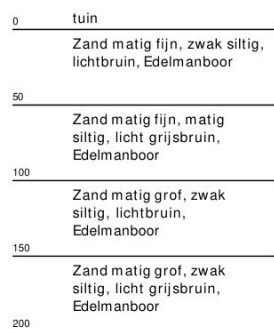 0 tuin
Zand matig fijn, zwak siltig,
lichtbruin, Edelmanboor
50
Zand matig fijn, matig
siltig, licht grijsbruin,
Edelmanboor
100
Zand matig grof, zwak
siltig, lichtbruin,
Edelmanboor
150
Zand matig grof, zwak
siltig, licht grijsbruin,
Edelmanboor
200